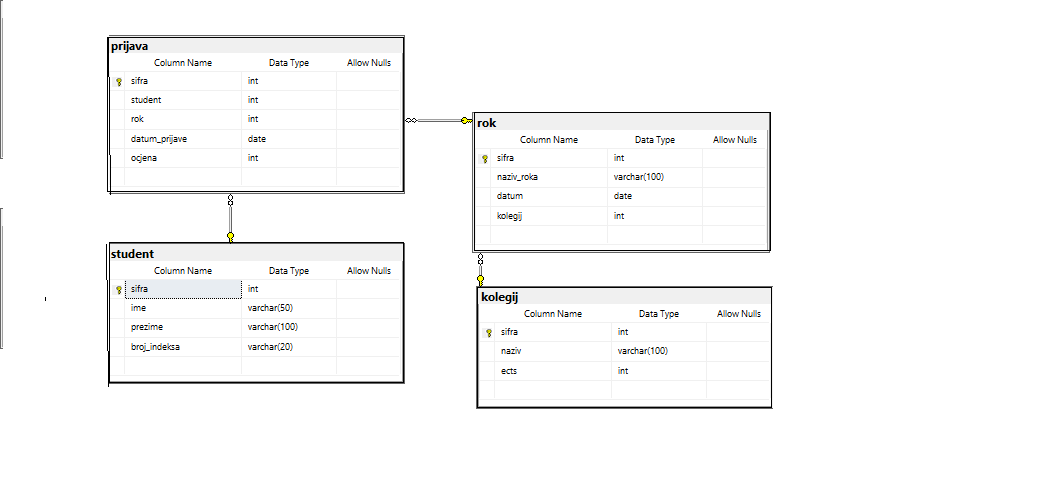 prijava
Column Name Data Type Allow Nulls
sifra int
student int
rok int
datum_prijave date
ocjena int
rok
Column Name Data Type Allow Nulls
sifra int
naziv_roka varchar(100)
datum date
kolegij int
student
Column Name Data Type Allow Nulls
sifra int
ime varchar(50)
prezime varchar(100)
broj_indeksa varchar(20)
kolegij
Column Name Data Type Allow Nulls
sifra int
naziv varchar(100)
ects int